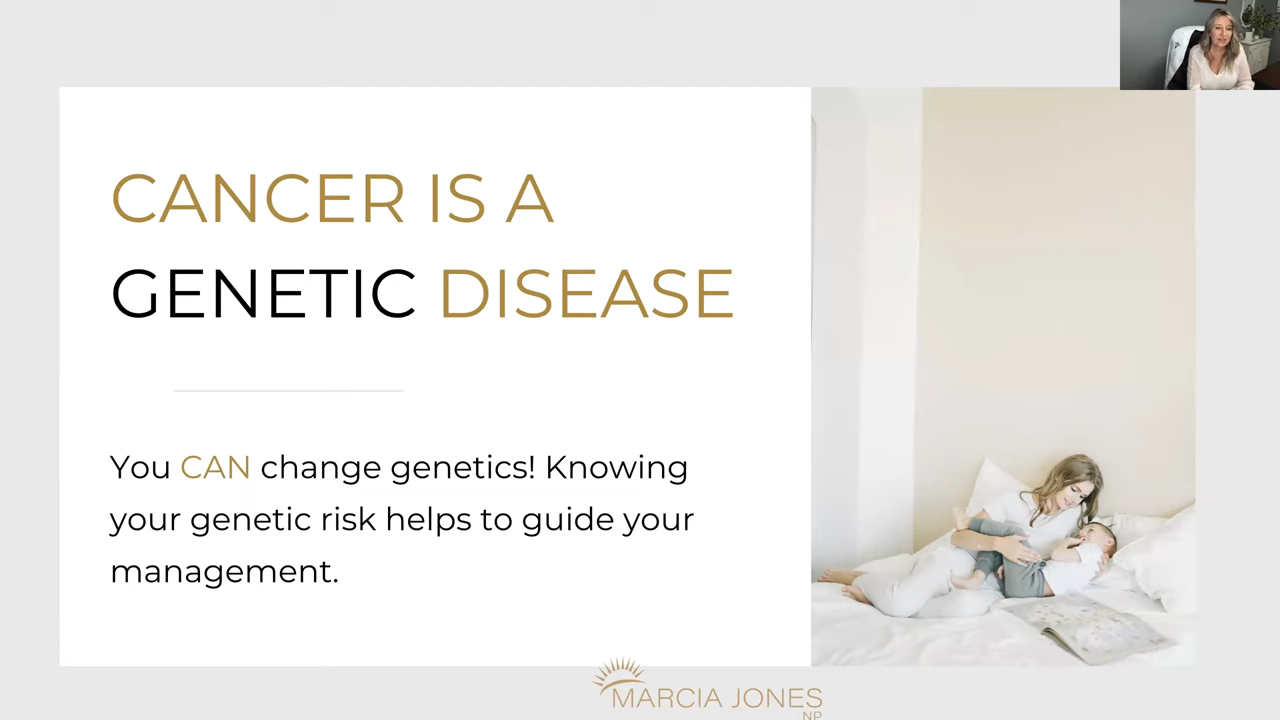 CANCER IS A
GENETIC DISEASE
You CAN change genetics! Knowing
your genetic risk helps to guide your
management.
MARCIA JONES
NP